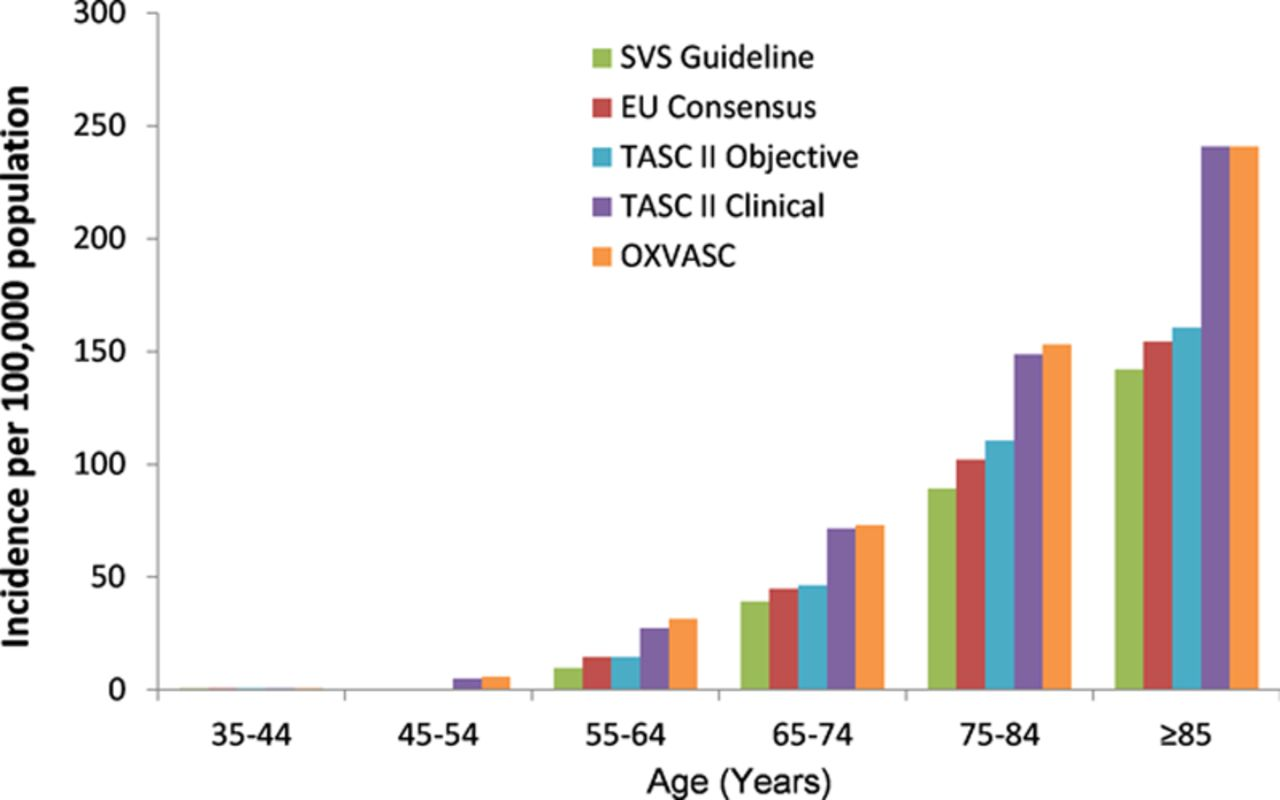 300
250
200
150
100
50
0
Incidence per 100,000 population
SVS Guideline
EU Consensus
TASC II Objective
TASC II Clinical
OXVASC
35-44 45-54 55-64 65-74 75-84 ≥85
Age (Years)